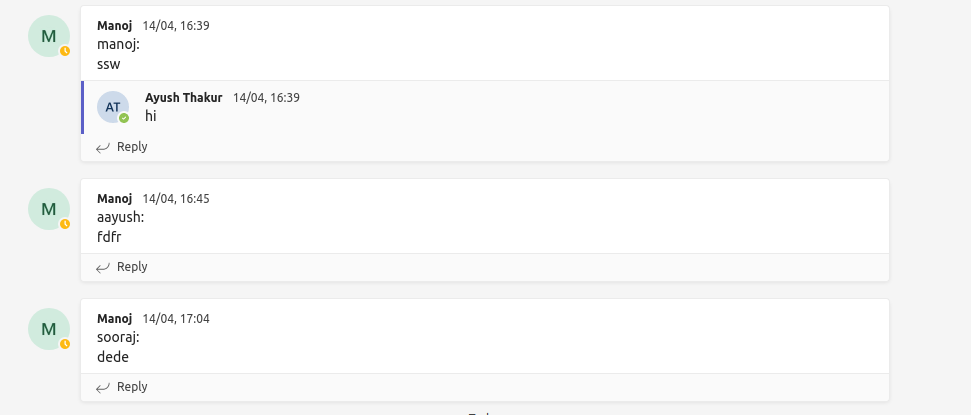 M
Manoj 14/04, 16:39
manoj:
ssw
AT
Ayush Thakur 14/04, 16:39
hi
Reply
M
Manoj 14/04, 16:45
aayush:
fdfr
Reply
M
Manoj 14/04, 17:04
sooraj:
dede
Reply